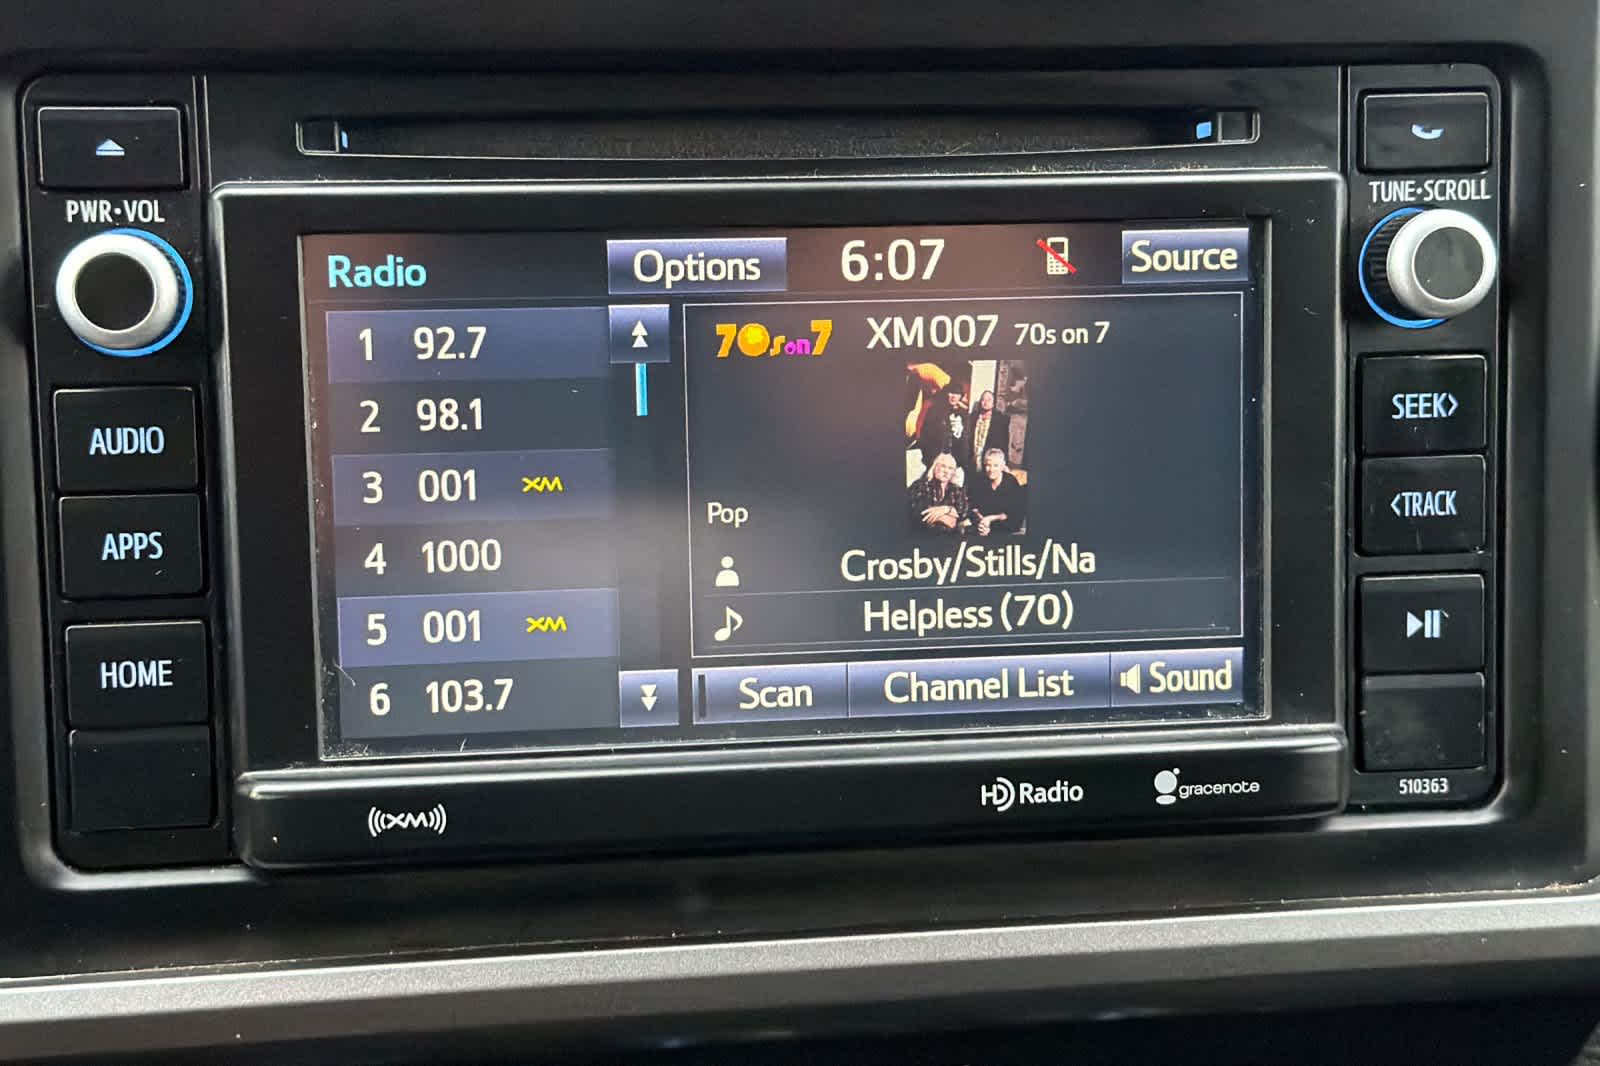 PWR•VOL
TUNE•SCROLL
Radio
Options
6:07
Source
1 92.7
2 98.1
3 001 XM
4 1000
5 001 XM
6 103.7
70s on 7
XM007 70s on 7
Pop
Crosby/Stills/Na
Helpless (70)
Scan
Channel List
Sound
AUDIO
APPS
HOME
SEEK>
<TRACK
510363
((XM))
HD Radio
gracenote